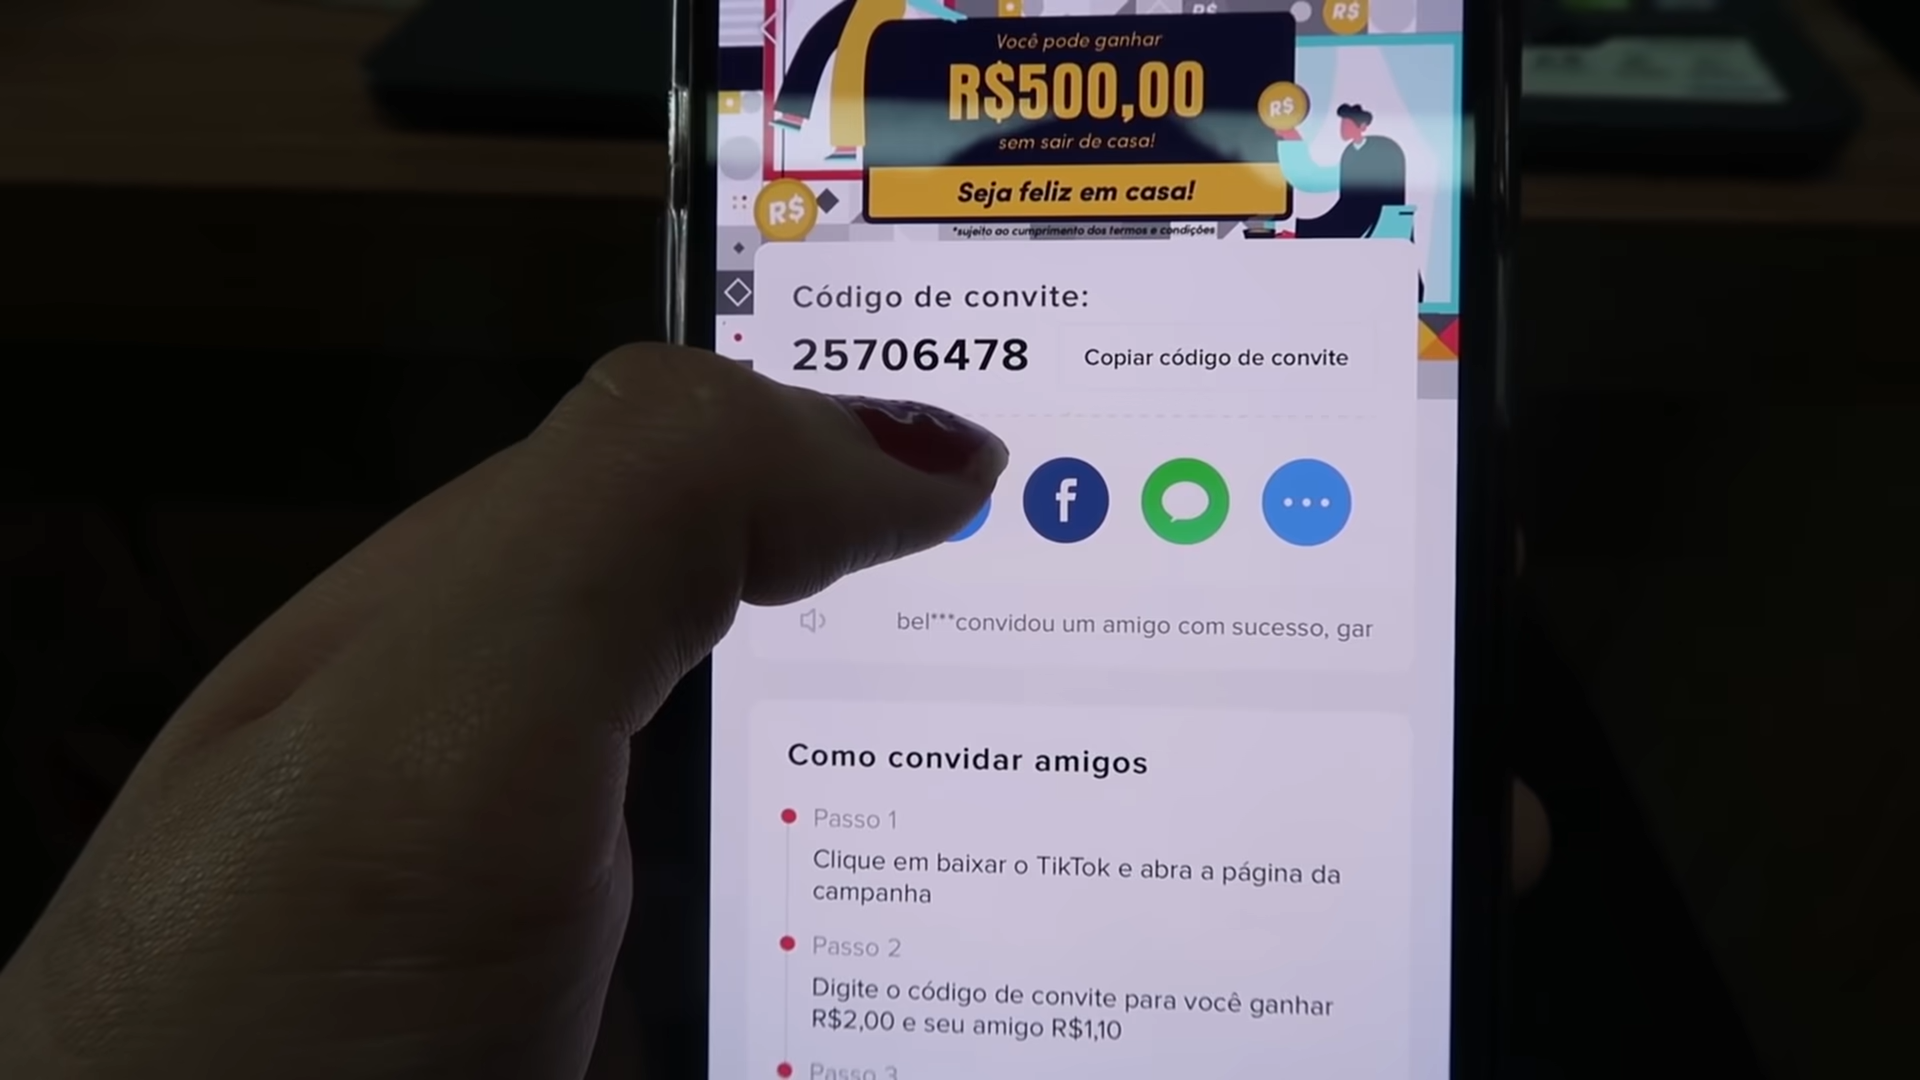 R$
R$
Você pode ganhar
R$500,00
R$
sem sair de casa!
Seja feliz em casa!
R$
*sujeito ao cumprimento dos termos e condições
Código de convite:
25706478
Copiar código de convite
f
bel***convidou um amigo com sucesso, gar
Como convidar amigos
Passo 1
Clique em baixar o TikTok e abra a página da
campanha
Passo 2
Digite o código de convite para você ganhar
R$2,00 e seu amigo R$1,10
Passo 3